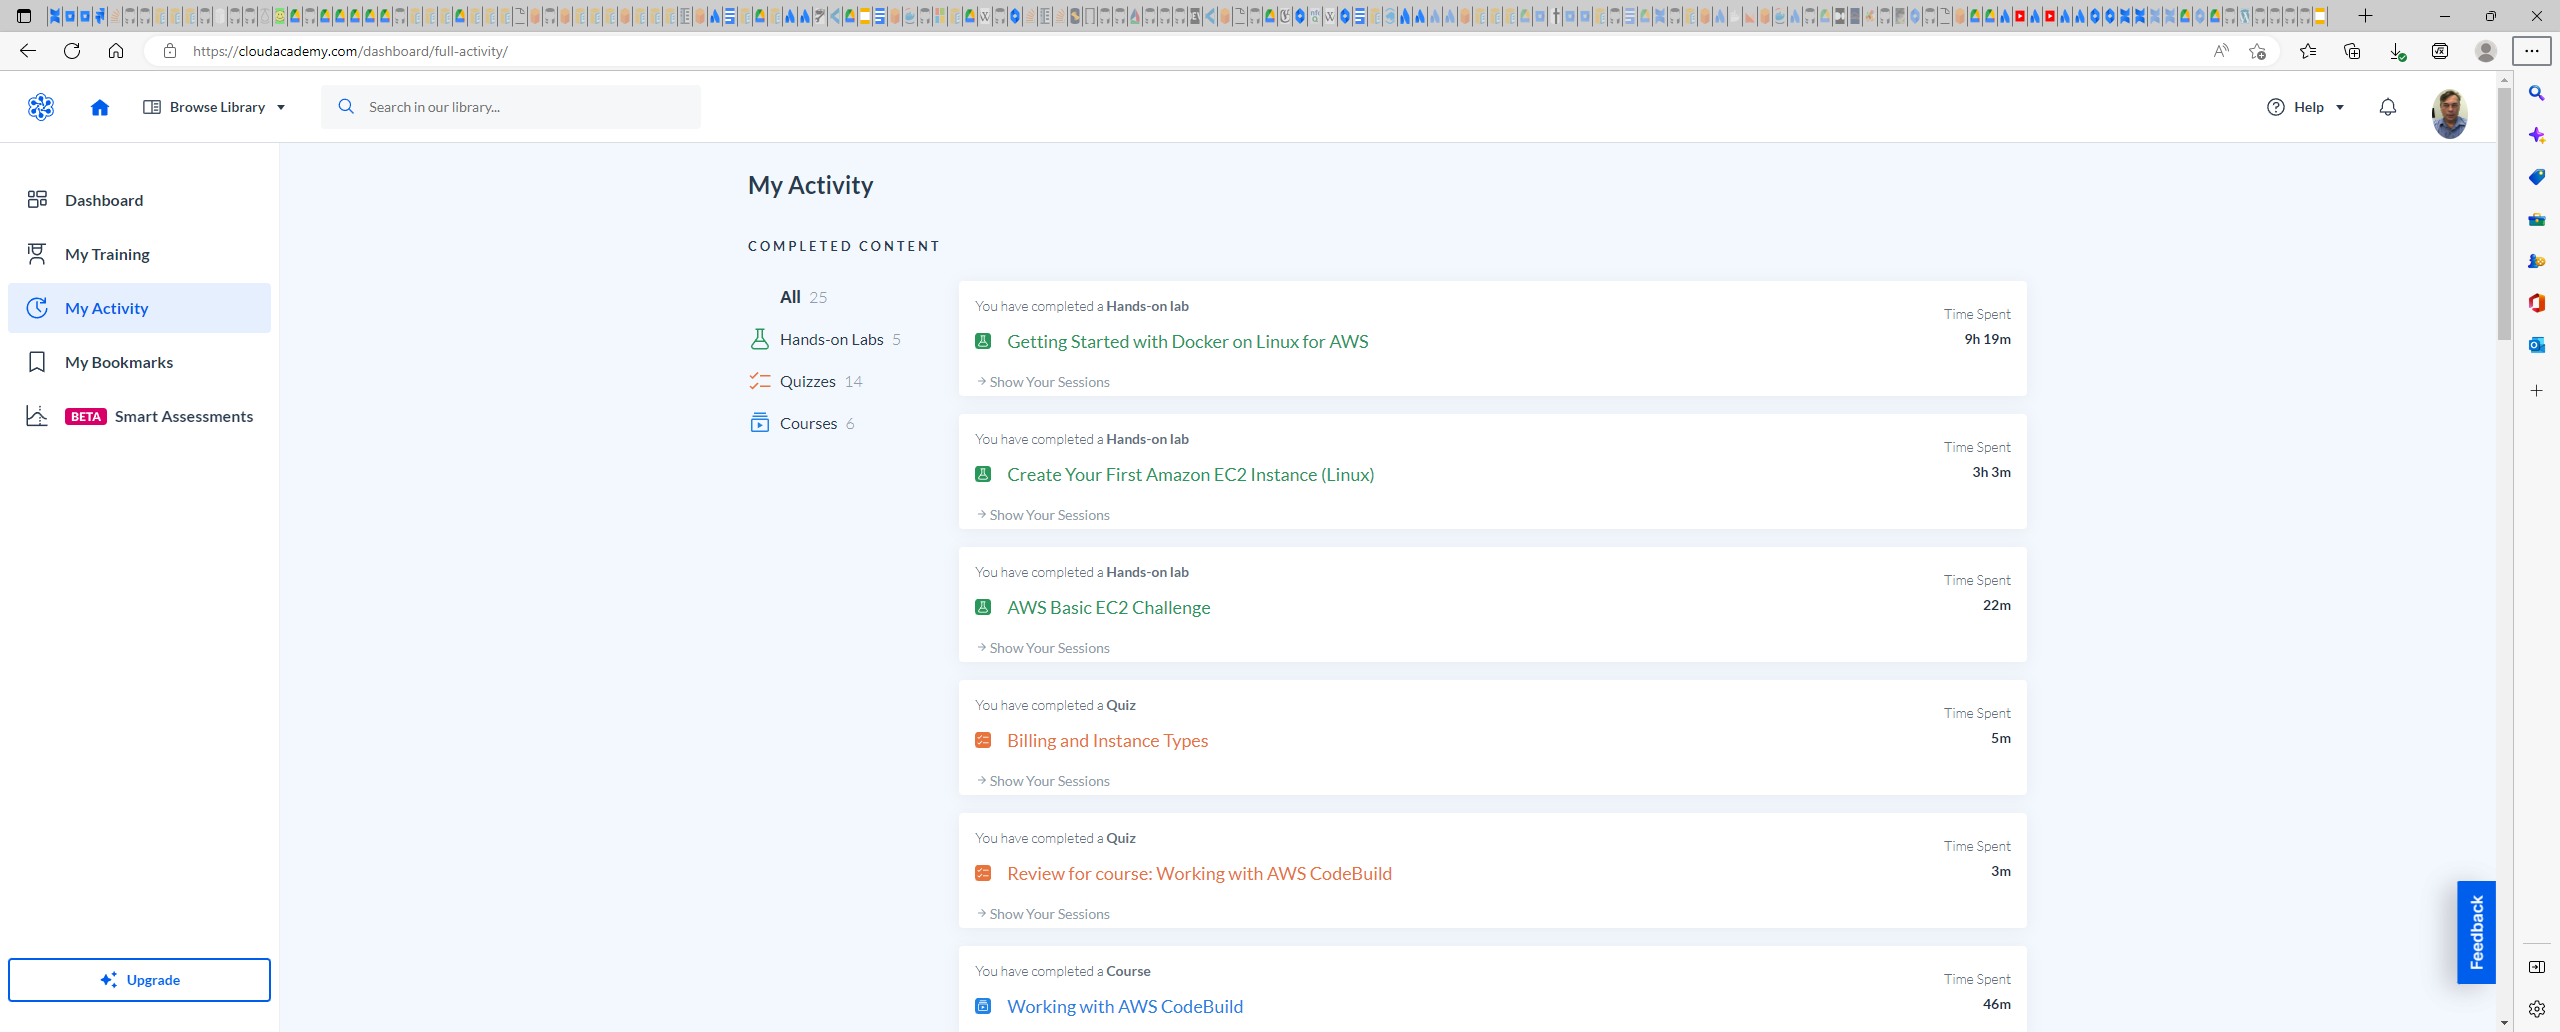 https://cloudacademy.com/dashboard/full-activity/
Browse Library
Search in our library...
Help
Dashboard
My Training
My Activity
My Bookmarks
BETA Smart Assessments
Upgrade
My Activity
COMPLETED CONTENT
All 25
Hands-on Labs 5
Quizzes 14
Courses 6
You have completed a Hands-on lab
Time Spent
Getting Started with Docker on Linux for AWS
9h 19m
Show Your Sessions
You have completed a Hands-on lab
Time Spent
Create Your First Amazon EC2 Instance (Linux)
3h 3m
Show Your Sessions
You have completed a Hands-on lab
Time Spent
AWS Basic EC2 Challenge
22m
Show Your Sessions
You have completed a Quiz
Time Spent
Billing and Instance Types
5m
Show Your Sessions
You have completed a Quiz
Time Spent
Review for course: Working with AWS CodeBuild
3m
Show Your Sessions
You have completed a Course
Time Spent
Working with AWS CodeBuild
46m
Feedback